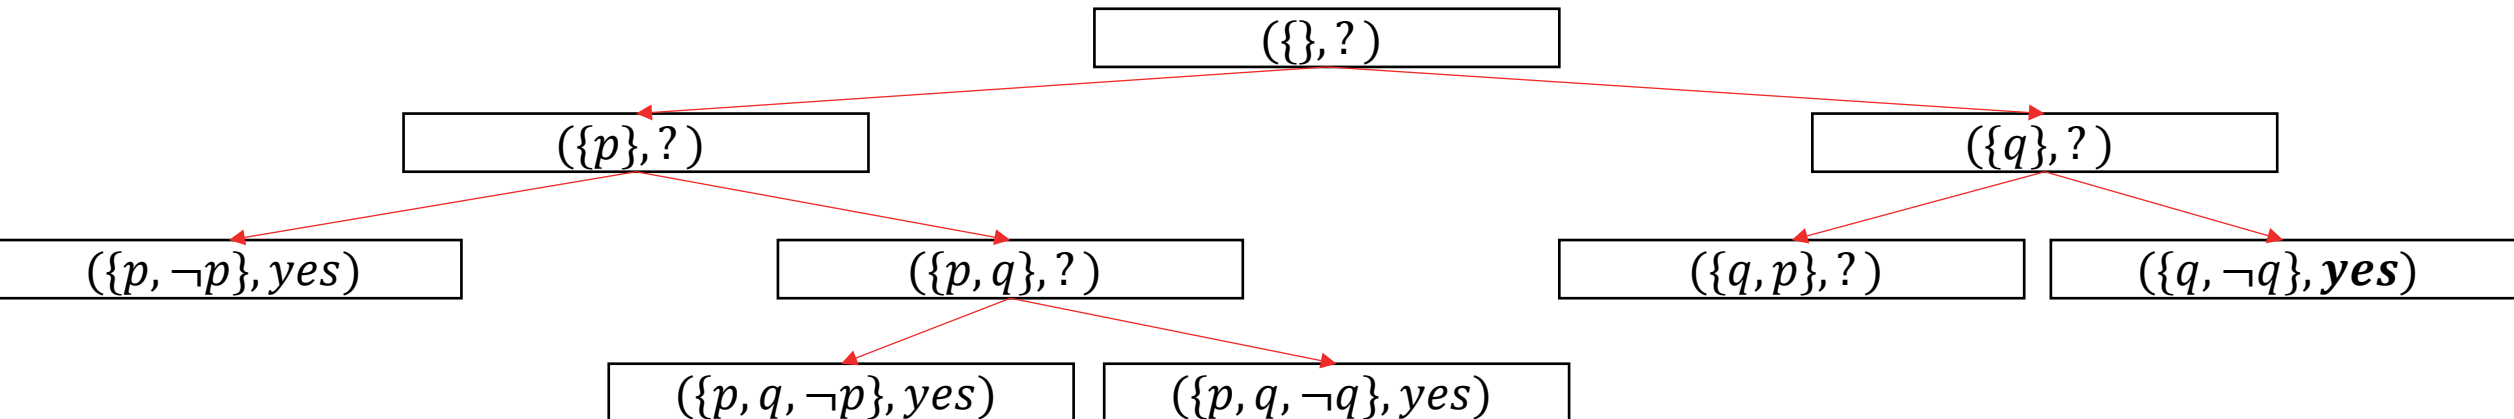 ({}, ? )
({p}, ? )
({q}, ? )
({p, ¬p}, yes)
({p, q}, ? )
({q, p}, ? )
({q, ¬q}, yes)
({p, q, ¬p}, yes)
({p, q, ¬q}, yes)